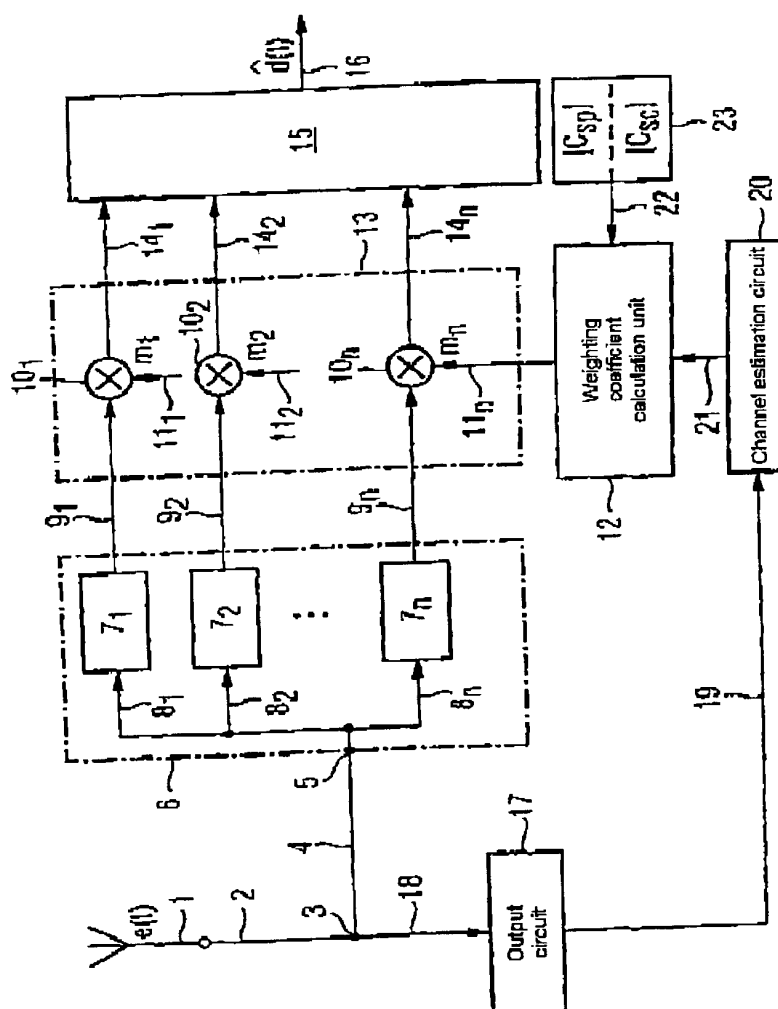 e(t)
1
2
3
4
5
6
7₁
7₂
7ₙ
8₁
8₂
8ₙ
9₁
9₂
9ₙ
10₁
10₂
10ₙ
m₁
m₂
mₙ
11₁
11₂
11ₙ
13
14₁
14₂
14ₙ
15
d̂(t)
16
Weighting
coefficient
calculation unit
12
|Csp|
|Csc|
22
23
Output
circuit
17
18
19
Channel estimation circuit
20
21